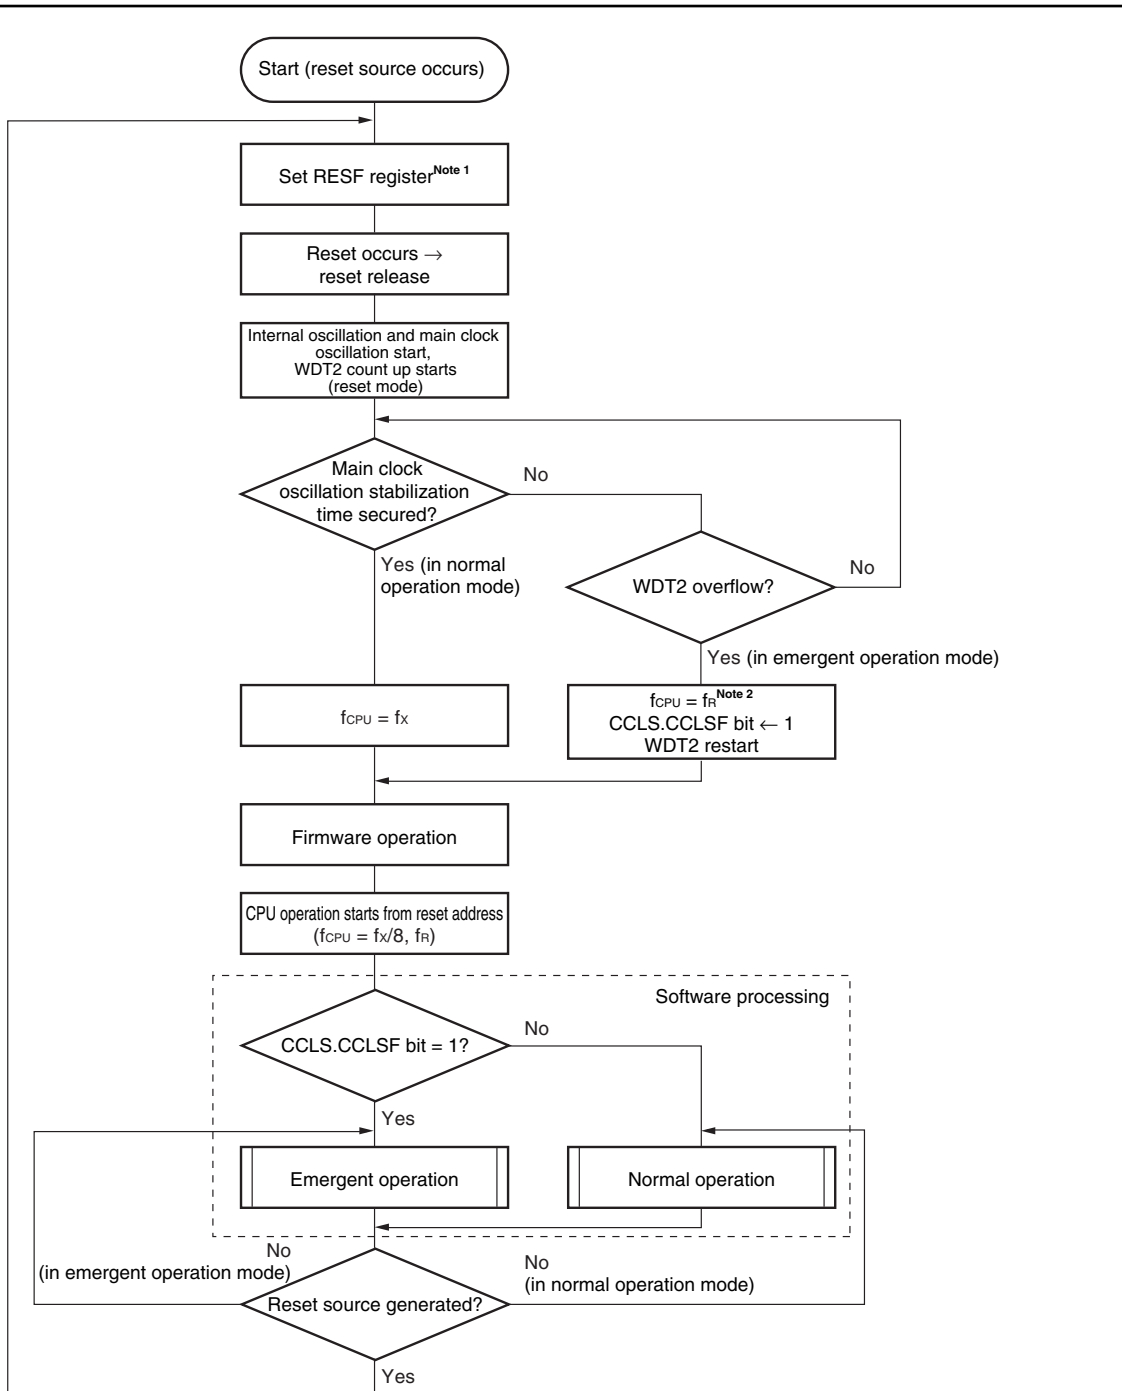 Start (reset source occurs)
Set RESF register Note 1
Reset occurs →
reset release
Internal oscillation and main clock
oscillation start,
WDT2 count up starts
(reset mode)
Main clock
oscillation stabilization
time secured?
No
Yes (in normal
operation mode)
WDT2 overflow?
No
Yes (in emergent operation mode)
fCPU = fX
fCPU = fR Note 2
CCLS.CCLSF bit ← 1
WDT2 restart
Firmware operation
CPU operation starts from reset address
(fCPU = fX/8, fR)
Software processing
CCLS.CCLSF bit = 1?
No
Yes
Emergent operation
Normal operation
No
(in emergent operation mode)
No
(in normal operation mode)
Reset source generated?
Yes